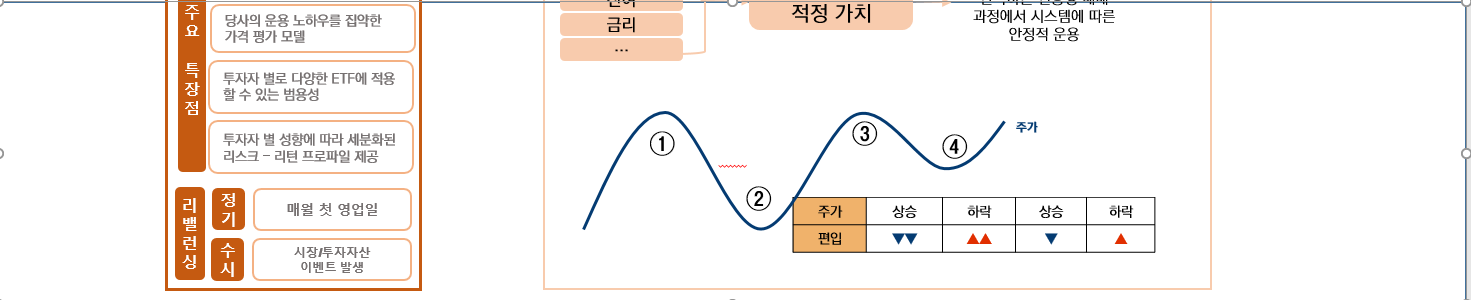 주요 특장점
당사의 운용 노하우를 집약한
가격 평가 모델
투자자 별로 다양한 ETF에 적용
할 수 있는 범용성
투자자 별 성향에 따라 세분화된
리스크 – 리턴 프로파일 제공
리밸런싱
정기
매월 첫 영업일
수시
시장/투자자산
이벤트 발생
금리
...
적정 가치
과정에서 시스템에 따른
안정적 운용
①
②
③
④
주가
주가 상승 하락 상승 하락
편입 ▼▼ ▲▲ ▼ ▲